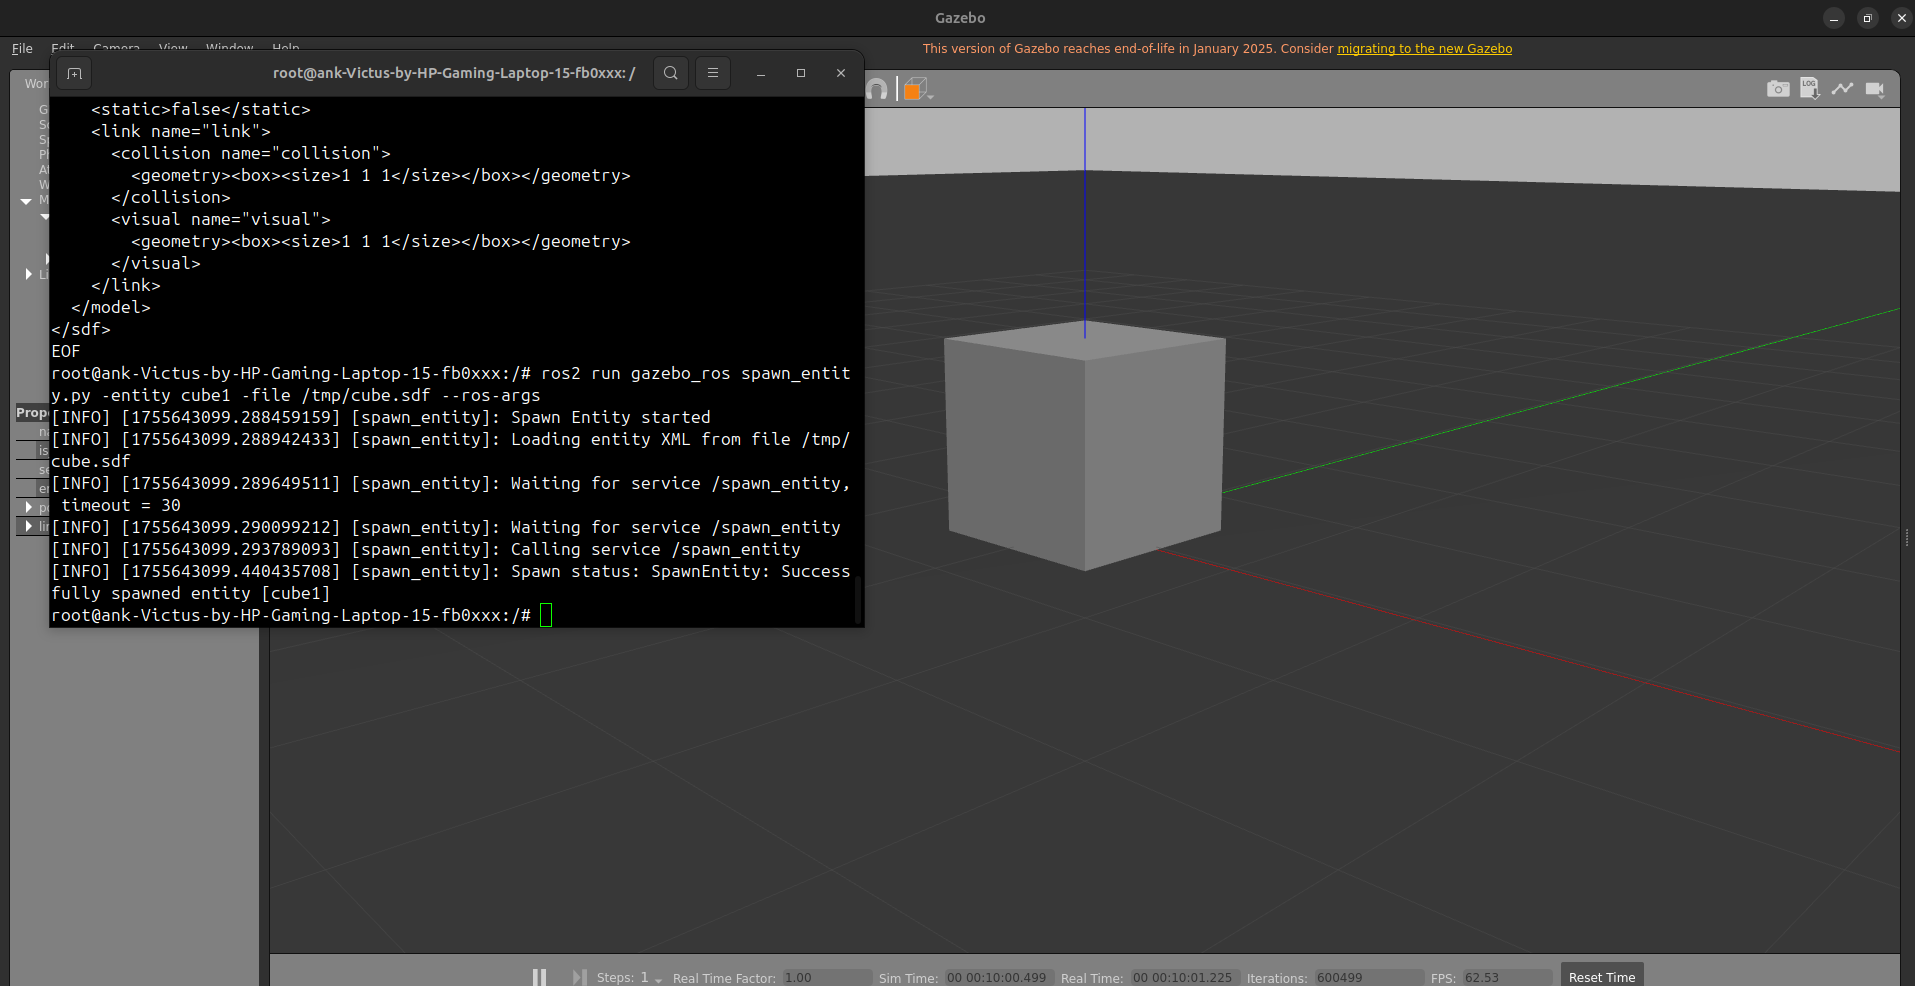 Gazebo
File Edit Camera View Window Help
This version of Gazebo reaches end-of-life in January 2025. Consider migrating to the new Gazebo
root@ank-Victus-by-HP-Gaming-Laptop-15-fb0xxx: /
LOG
<static>false</static>
<link name="link">
<collision name="collision">
<geometry><box><size>1 1 1</size></box></geometry>
</collision>
<visual name="visual">
<geometry><box><size>1 1 1</size></box></geometry>
</visual>
</link>
</model>
</sdf>
EOF
root@ank-Victus-by-HP-Gaming-Laptop-15-fb0xxx:/# ros2 run gazebo_ros spawn_entit
y.py -entity cube1 -file /tmp/cube.sdf --ros-args
[INFO] [1755643099.288459159] [spawn_entity]: Spawn Entity started
[INFO] [1755643099.288942433] [spawn_entity]: Loading entity XML from file /tmp/
cube.sdf
[INFO] [1755643099.289649511] [spawn_entity]: Waiting for service /spawn_entity,
timeout = 30
[INFO] [1755643099.290099212] [spawn_entity]: Waiting for service /spawn_entity
[INFO] [1755643099.293789093] [spawn_entity]: Calling service /spawn_entity
[INFO] [1755643099.440435708] [spawn_entity]: Spawn status: SpawnEntity: Success
fully spawned entity [cube1]
root@ank-Victus-by-HP-Gaming-Laptop-15-fb0xxx:/#
Steps: 1 Real Time Factor: 1.00 Sim Time: 00 00:10:00.499 Real Time: 00 00:10:01.225 Iterations: 600499 FPS: 62.53 Reset Time